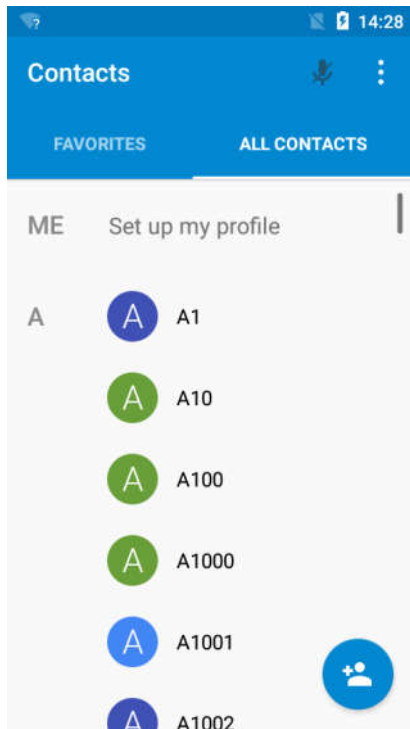 ? 14:28
Contacts
FAVORITES ALL CONTACTS
ME Set up my profile
A A A1
A A10
A A100
A A1000
A A1001
A A1002